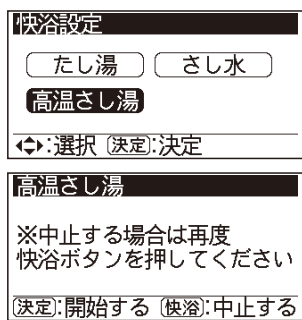 快浴設定
たし湯 さし水
高温さし湯
:選択 決定:決定
高温さし湯
※中止する場合は再度
快浴ボタンを押してください
決定:開始する 快浴:中止する